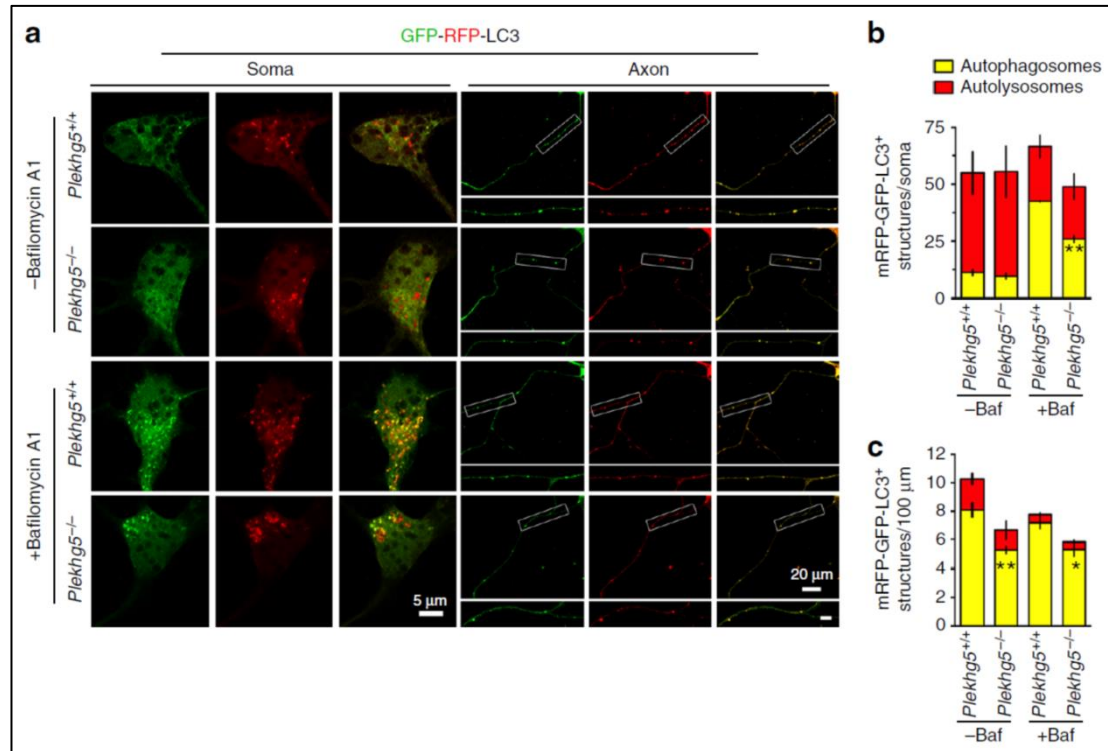 a
GFP-RFP-LC3
Soma
Axon
–Bafilomycin A1
Plekhg5+/+
Plekhg5–/–
+Bafilomycin A1
Plekhg5+/+
Plekhg5–/–
5 µm
20 µm
b
Autophagosomes
Autolysosomes
mRFP-GFP-LC3+
structures/soma
75
50
25
0
**
Plekhg5+/+
Plekhg5–/–
Plekhg5+/+
Plekhg5–/–
–Baf
+Baf
c
mRFP-GFP-LC3+
structures/100 µm
12
10
8
6
4
2
0
**
*
Plekhg5+/+
Plekhg5–/–
Plekhg5+/+
Plekhg5–/–
–Baf
+Baf